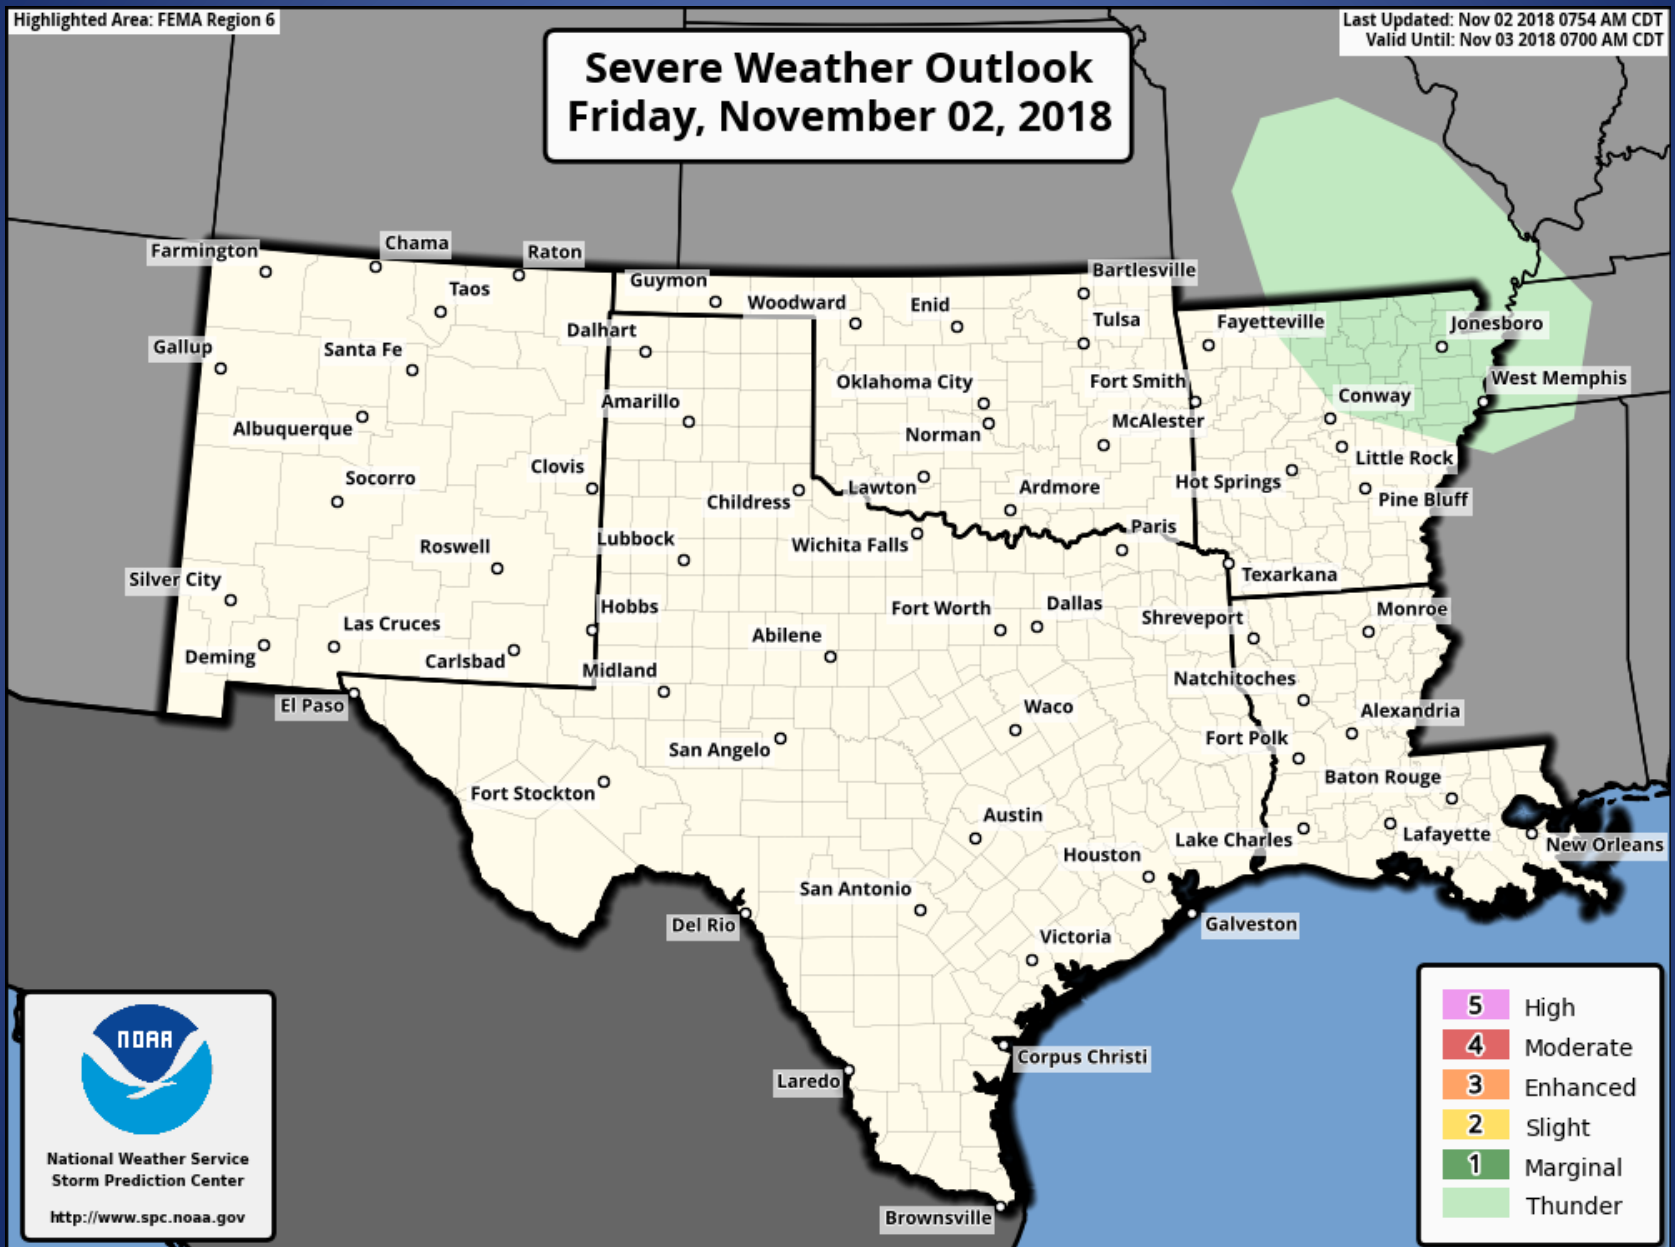 Highlighted Area: FEMA Region 6
Last Updated: Nov 02 2018 0754 AM CDT
Valid Until: Nov 03 2018 0700 AM CDT
Severe Weather Outlook
Friday, November 02, 2018
Farmington
Chama
Raton
Taos
Guymon
Woodward
Enid
Bartlesville
Tulsa
Dalhart
Fayetteville
Jonesboro
Gallup
Santa Fe
Amarillo
Oklahoma City
Fort Smith
West Memphis
Conway
Albuquerque
Norman
McAlester
Little Rock
Socorro
Clovis
Childress
Lawton
Ardmore
Hot Springs
Pine Bluff
Roswell
Lubbock
Wichita Falls
Paris
Texarkana
Silver City
Hobbs
Fort Worth
Dallas
Shreveport
Monroe
Las Cruces
Abilene
Deming
Carlsbad
Midland
Natchitoches
El Paso
Waco
Alexandria
San Angelo
Fort Polk
Fort Stockton
Baton Rouge
Austin
Lake Charles
Lafayette
New Orleans
Houston
San Antonio
Del Rio
Galveston
Victoria
Corpus Christi
Laredo
Brownsville
NOAA
National Weather Service
Storm Prediction Center
http://www.spc.noaa.gov
5 High
4 Moderate
3 Enhanced
2 Slight
1 Marginal
Thunder